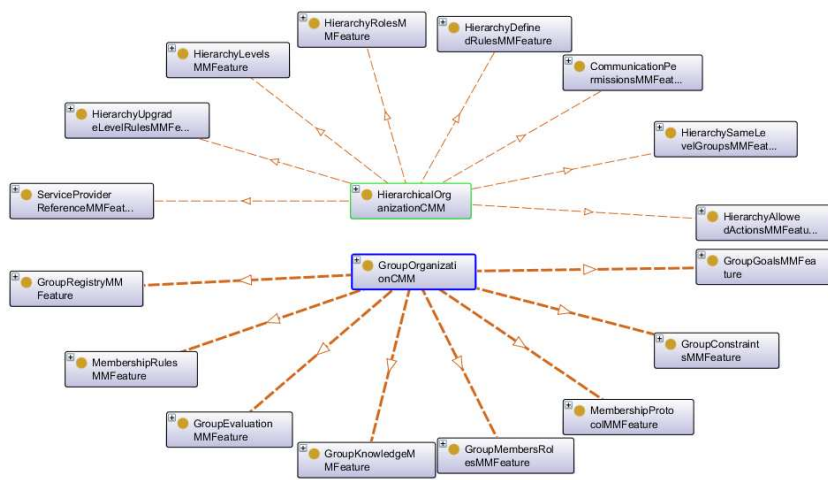 HierarchyRolesM
MFeature
HierarchyDefine
dRulesMMFeature
HierarchyLevels
MMFeature
CommunicationPe
rmissionsMMFeat...
HierarchyUpgrad
eLevelRulesMMFe...
HierarchySameLe
velGroupsMMFeat...
ServiceProvider
ReferenceMMFeat...
HierarchicalOrg
anizationCMM
HierarchyAllowe
dActionsMMFeatu...
GroupOrganizati
onCMM
GroupGoalsMMFea
ture
GroupRegistryMM
Feature
GroupConstraint
sMMFeature
MembershipRules
MMFeature
MembershipProto
colMMFeature
GroupEvaluation
MMFeature
GroupKnowledgeM
MFeature
GroupMembersRol
esMMFeature